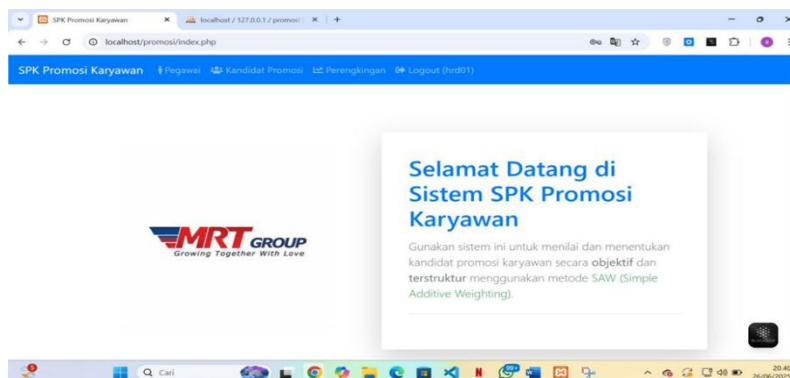 SPK Promosi Karyawan
localhost / 127.0.0.1 / promosi
localhost/promosi/index.php
SPK Promosi Karyawan Pegawai Kandidat Promosi Perengkingan Logout (hrd01)
Selamat Datang di
Sistem SPK Promosi
Karyawan
MRT GROUP
Growing Together With Love
Gunakan sistem ini untuk menilai dan menentukan
kandidat promosi karyawan secara objektif dan
terstruktur menggunakan metode SAW (Simple
Additive Weighting).
Cari
99+
20.40